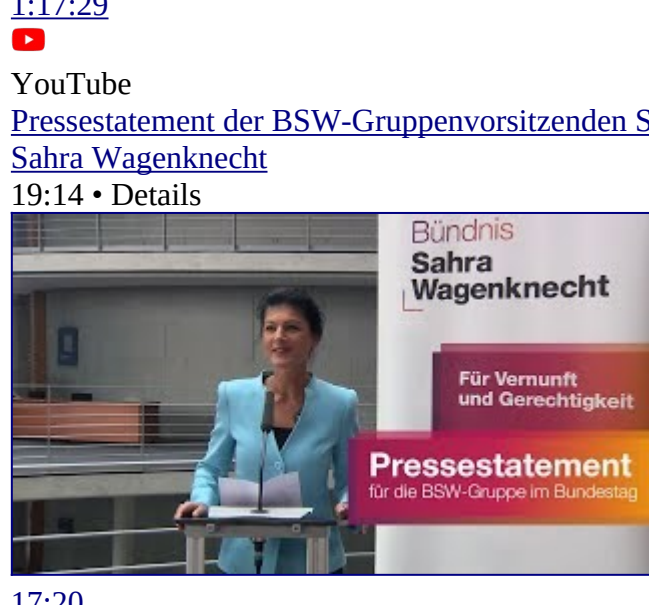 1:17:29
YouTube
Pressestatement der BSW-Gruppenvorsitzenden S
Sahra Wagenknecht
19:14 • Details
Bündnis
Sahra
Wagenknecht
Für Vernunft
und Gerechtigkeit
Pressestatement
für die BSW-Gruppe im Bundestag
17:20